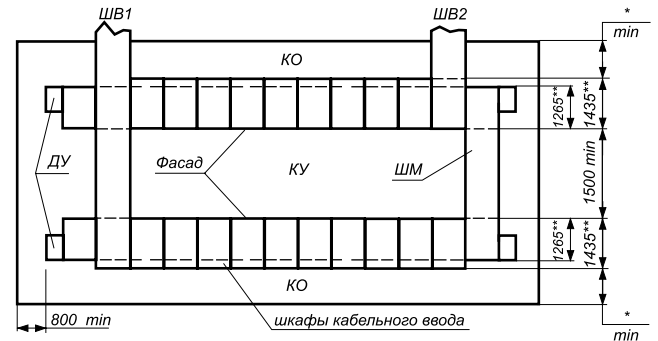 ШВ1
ШВ2
*
min
КО
1265**
1435**
ДУ
Фасад
КУ
ШМ
1500 min
1265**
1435**
КО
800 min
шкафы кабельного ввода
*
min